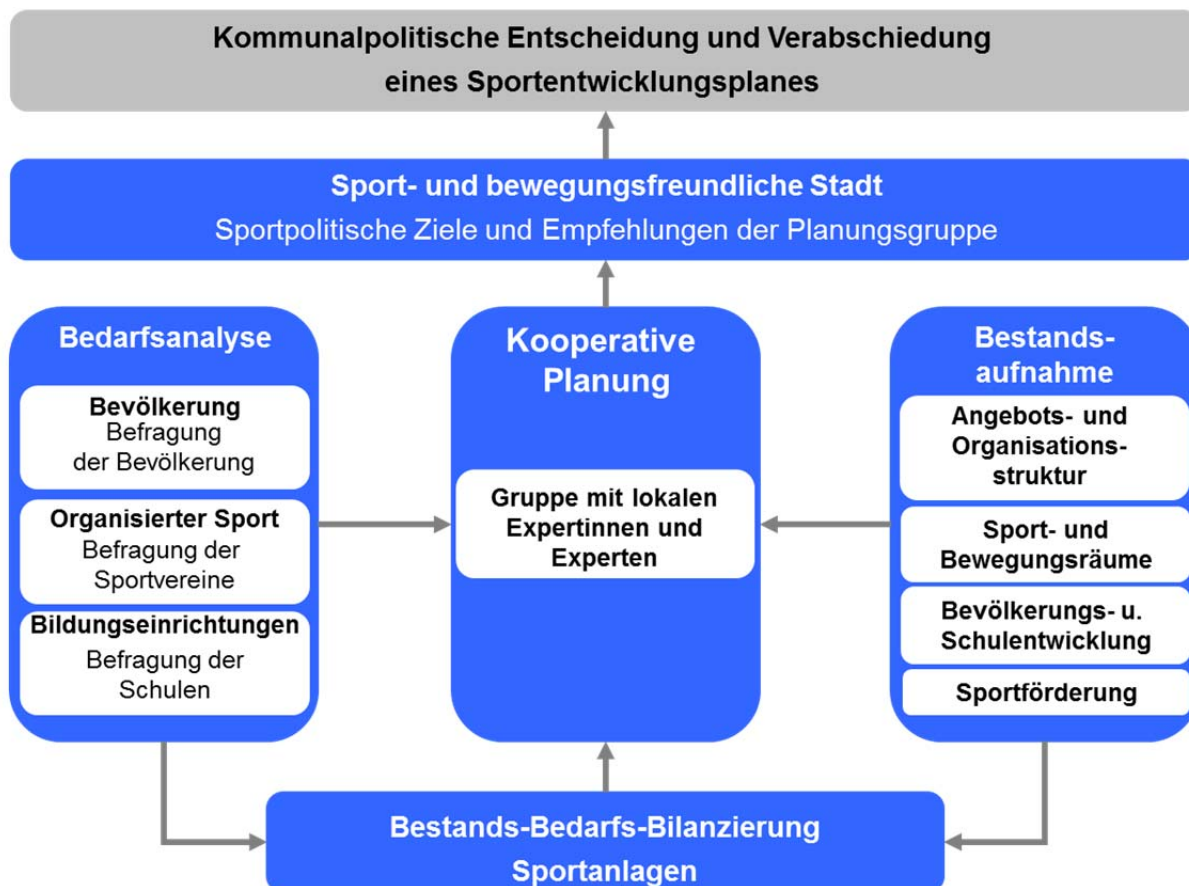 Kommunalpolitische Entscheidung und Verabschiedung
eines Sportentwicklungsplanes
Sport- und bewegungsfreundliche Stadt
Sportpolitische Ziele und Empfehlungen der Planungsgruppe
Bedarfsanalyse
Bevölkerung
Befragung
der Bevölkerung
Organisierter Sport
Befragung der
Sportvereine
Bildungseinrichtungen
Befragung der
Schulen
Kooperative
Planung
Gruppe mit lokalen
Expertinnen und
Experten
Bestands-
aufnahme
Angebots- und
Organisations-
struktur
Sport- und
Bewegungsräume
Bevölkerungs- u.
Schulentwicklung
Sportförderung
Bestands-Bedarfs-Bilanzierung
Sportanlagen